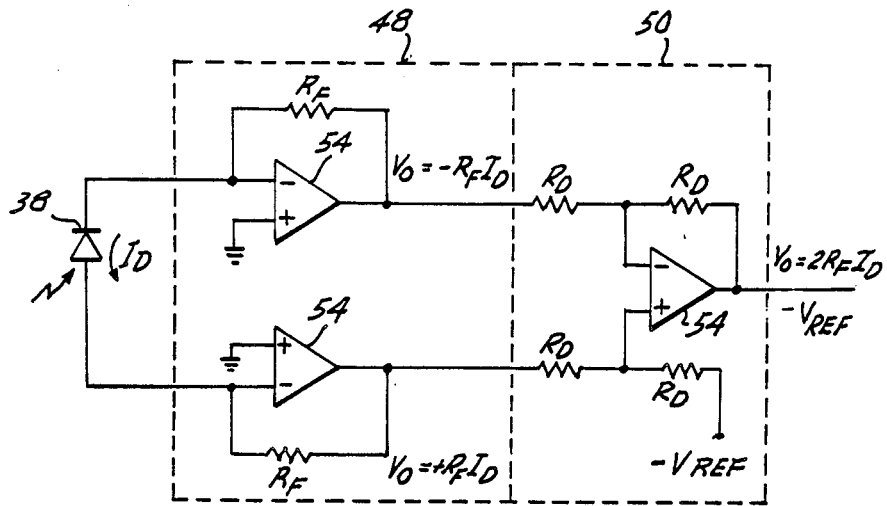 48
50
R_F
54
V_O=-R_F I_D
R_D
R_D
38
I_D
-
+
-
+
54
V_O=2R_F I_D
-V_REF
54
+
-
R_D
R_D
R_F
V_O=+R_F I_D
-V REF